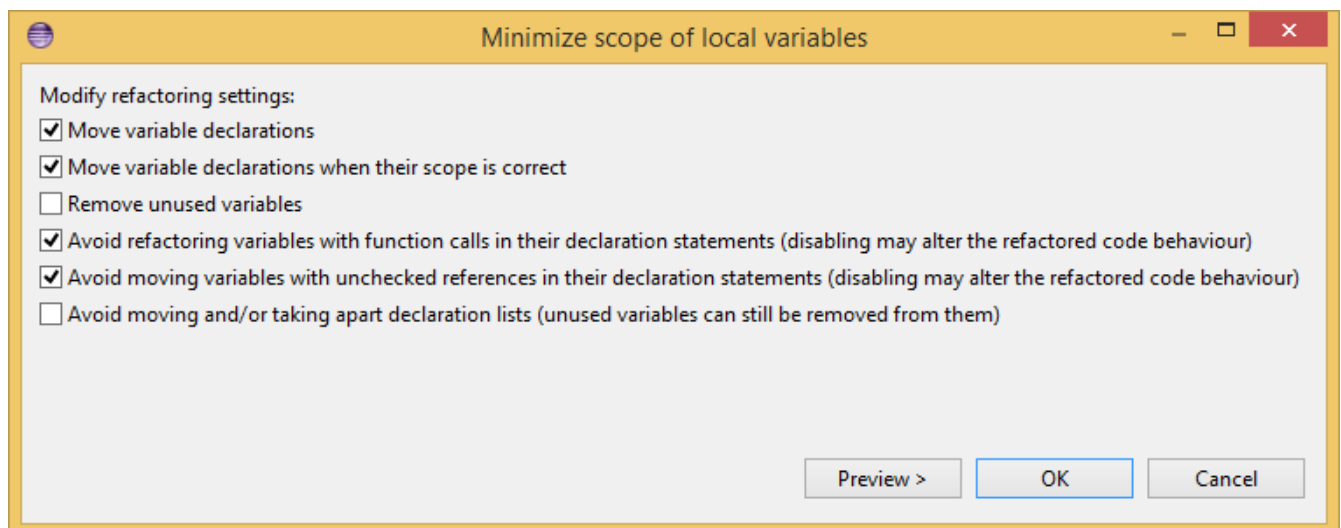 Minimize scope of local variables
Modify refactoring settings:
Move variable declarations
Move variable declarations when their scope is correct
Remove unused variables
Avoid refactoring variables with function calls in their declaration statements (disabling may alter the refactored code behaviour)
Avoid moving variables with unchecked references in their declaration statements (disabling may alter the refactored code behaviour)
Avoid moving and/or taking apart declaration lists (unused variables can still be removed from them)
Preview > OK Cancel